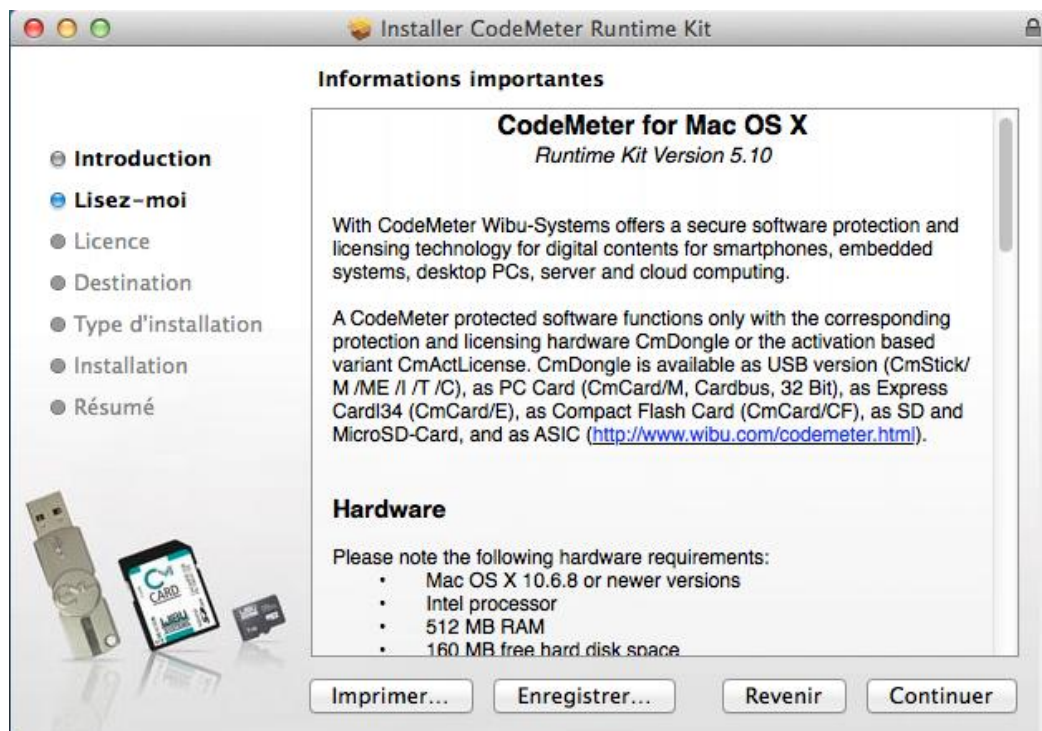 Installer CodeMeter Runtime Kit
Informations importantes
Introduction
Lisez-moi
Licence
Destination
Type d'installation
Installation
Résumé
CodeMeter for Mac OS X
Runtime Kit Version 5.10
With CodeMeter Wibu-Systems offers a secure software protection and
licensing technology for digital contents for smartphones, embedded
systems, desktop PCs, server and cloud computing.
A CodeMeter protected software functions only with the corresponding
protection and licensing hardware CmDongle or the activation based
variant CmActLicense. CmDongle is available as USB version (CmStick/
M /ME /I /T /C), as PC Card (CmCard/M, Cardbus, 32 Bit), as Express
CardI34 (CmCard/E), as Compact Flash Card (CmCard/CF), as SD and
MicroSD-Card, and as ASIC (http://www.wibu.com/codemeter.html).
Hardware
Please note the following hardware requirements:
• Mac OS X 10.6.8 or newer versions
• Intel processor
• 512 MB RAM
• 160 MB free hard disk space
CARD
WIBU
Imprimer...
Enregistrer...
Revenir
Continuer